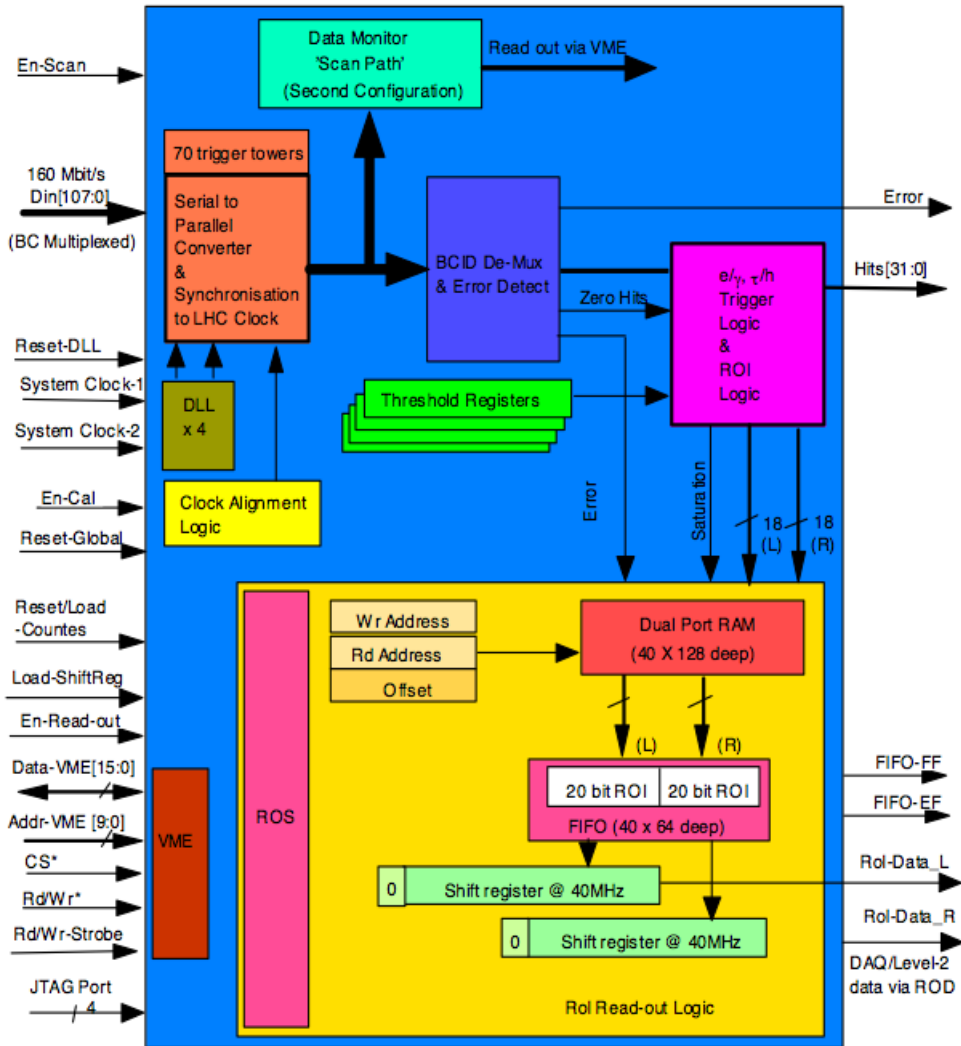 En-Scan
160 Mbit/s
Din[107:0]
(BC Multiplexed)
Reset-DLL
System Clock-1
System Clock-2
En-Cal
Reset-Global
Reset/Load
-Countes
Load-ShiftReg
En-Read-out
Data-VME[15:0]
Addr-VME [9:0]
CS*
Rd/Wr*
Rd/Wr-Strobe
JTAG Port
4
Data Monitor
'Scan Path'
(Second Configuration)
Read out via VME
70 trigger towers
Serial to
Parallel
Converter
&
Synchronisation
to LHC Clock
DLL
x 4
Clock Alignment
Logic
BCID De-Mux
& Error Detect
Zero Hits
Threshold Registers
e/γ, τ/h
Trigger
Logic
&
ROI
Logic
Error
Hits[31:0]
Error
Saturation
18
(L)
18
(R)
VME
ROS
Wr Address
Rd Address
Offset
Dual Port RAM
(40 X 128 deep)
(L)
(R)
20 bit ROI
20 bit ROI
FIFO (40 x 64 deep)
0
Shift register @ 40MHz
0
Shift register @ 40MHz
RoI Read-out Logic
FIFO-FF
FIFO-EF
RoI-Data_L
RoI-Data_R
DAQ/Level-2
data via ROD